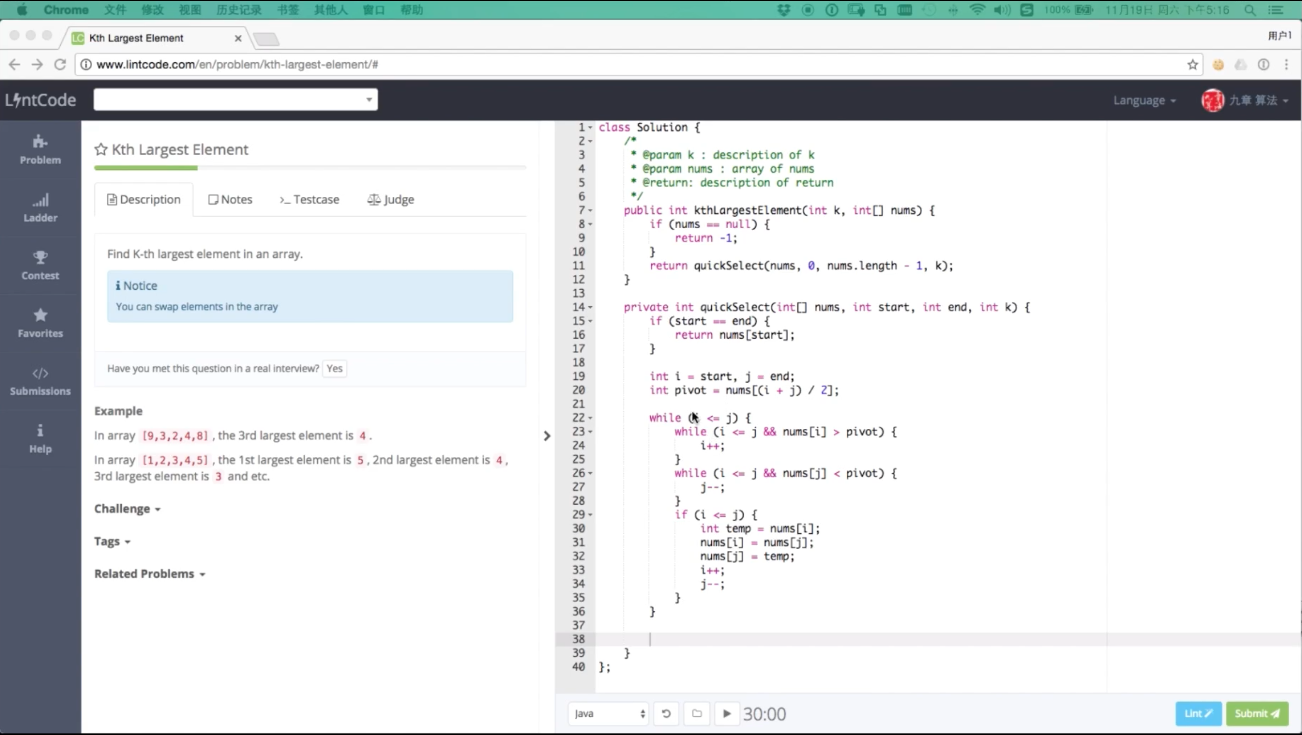 Chrome 文件 修改 视图 历史记录 书签 其他人 窗口 帮助 100% 11月19日 周六 下午5:16
Kth Largest Element 用户1
www.lintcode.com/en/problem/kth-largest-element/#
LintCode Language 九章 算法
Problem
Ladder
Contest
Favorites
Submissions
Help
Kth Largest Element
Description Notes >_ Testcase Judge
Find K-th largest element in an array.
Notice
You can swap elements in the array
Have you met this question in a real interview? Yes
Example
In array [9,3,2,4,8] , the 3rd largest element is 4 .
In array [1,2,3,4,5] , the 1st largest element is 5 , 2nd largest element is 4 ,
3rd largest element is 3 and etc.
Challenge
Tags
Related Problems
1 class Solution {
2 /*
3 * @param k : description of k
4 * @param nums : array of nums
5 * @return: description of return
6 */
7 public int kthLargestElement(int k, int[] nums) {
8 if (nums == null) {
9 return -1;
10 }
11 return quickSelect(nums, 0, nums.length - 1, k);
12 }
13
14 private int quickSelect(int[] nums, int start, int end, int k) {
15 if (start == end) {
16 return nums[start];
17 }
18
19 int i = start, j = end;
20 int pivot = nums[(i + j) / 2];
21
22 while (i <= j) {
23 while (i <= j && nums[i] > pivot) {
24 i++;
25 }
26 while (i <= j && nums[j] < pivot) {
27 j--;
28 }
29 if (i <= j) {
30 int temp = nums[i];
31 nums[i] = nums[j];
32 nums[j] = temp;
33 i++;
34 j--;
35 }
36 }
37
38
39 }
40 };
Java 30:00 Lint Submit